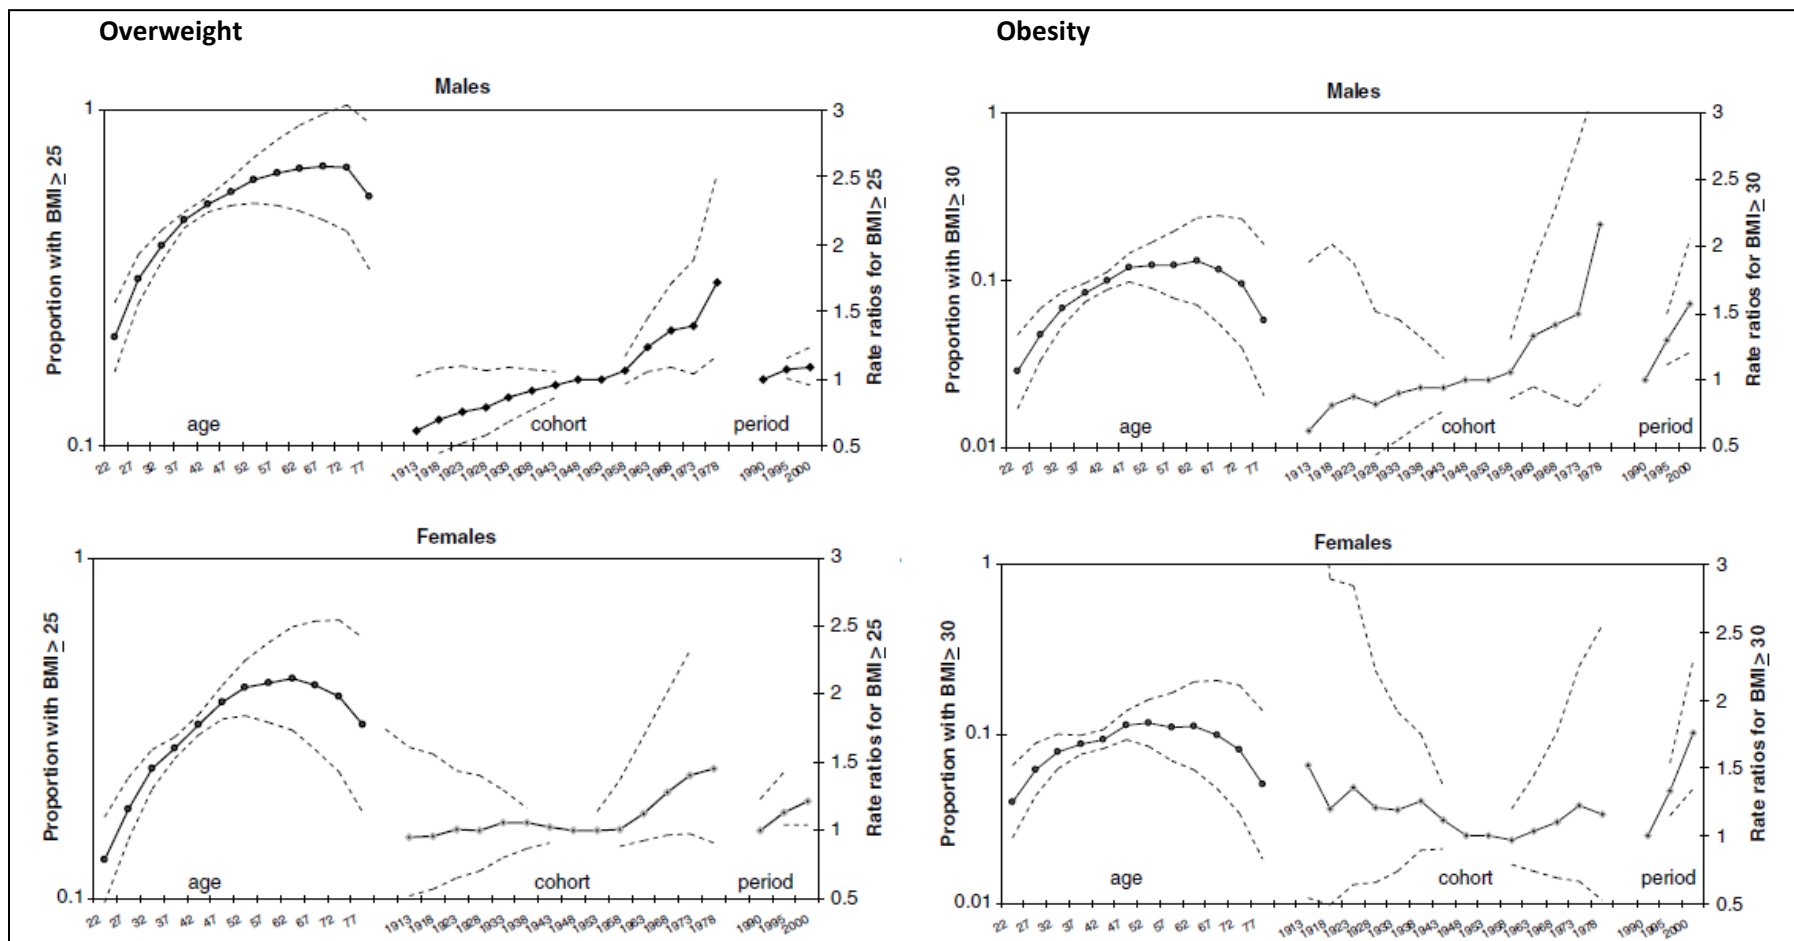 Overweight
Obesity
Males
Proportion with BMI≥ 25
Rate ratios for BMI≥ 25
1
0.1
3
2.5
2
1.5
1
0.5
age
cohort
period
22 27 32 37 42 47 52 57 62 67 72 77
1913 1918 1923 1928 1933 1938 1943 1948 1953 1958 1963 1968 1973 1978
1990 1995 2000
Males
Proportion with BMI≥ 30
Rate ratios for BMI≥ 30
1
0.1
0.01
3
2.5
2
1.5
1
0.5
age
cohort
period
22 27 32 37 42 47 52 57 62 67 72 77
1913 1918 1923 1928 1933 1938 1943 1948 1953 1958 1963 1968 1973 1978
1990 1995 2000
Females
Proportion with BMI≥ 25
Rate ratios for BMI≥ 25
1
0.1
3
2.5
2
1.5
1
0.5
age
cohort
period
22 27 32 37 42 47 52 57 62 67 72 77
1913 1918 1923 1928 1933 1938 1943 1948 1953 1958 1963 1968 1973 1978
1990 1995 2000
Females
Proportion with BMI≥ 30
Rate ratios for BMI≥ 30
1
0.1
0.01
3
2.5
2
1.5
1
0.5
age
cohort
period
22 27 32 37 42 47 52 57 62 67 72 77
1913 1918 1923 1928 1933 1938 1943 1948 1953 1958 1963 1968 1973 1978
1990 1995 2000